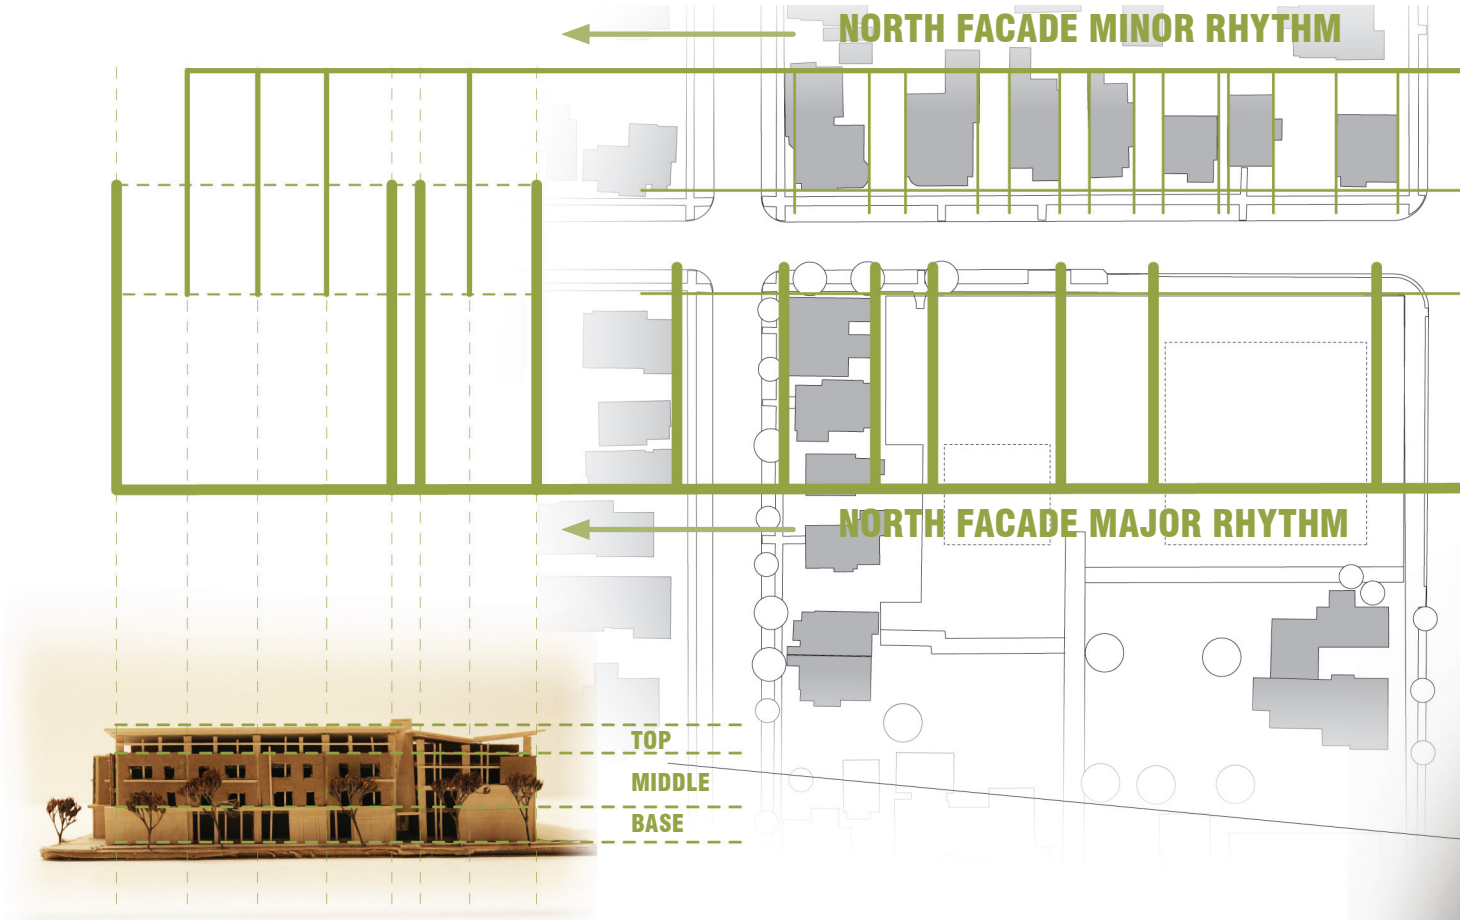 NORTH FACADE MINOR RHYTHM
NORTH FACADE MAJOR RHYTHM
TOP
MIDDLE
BASE